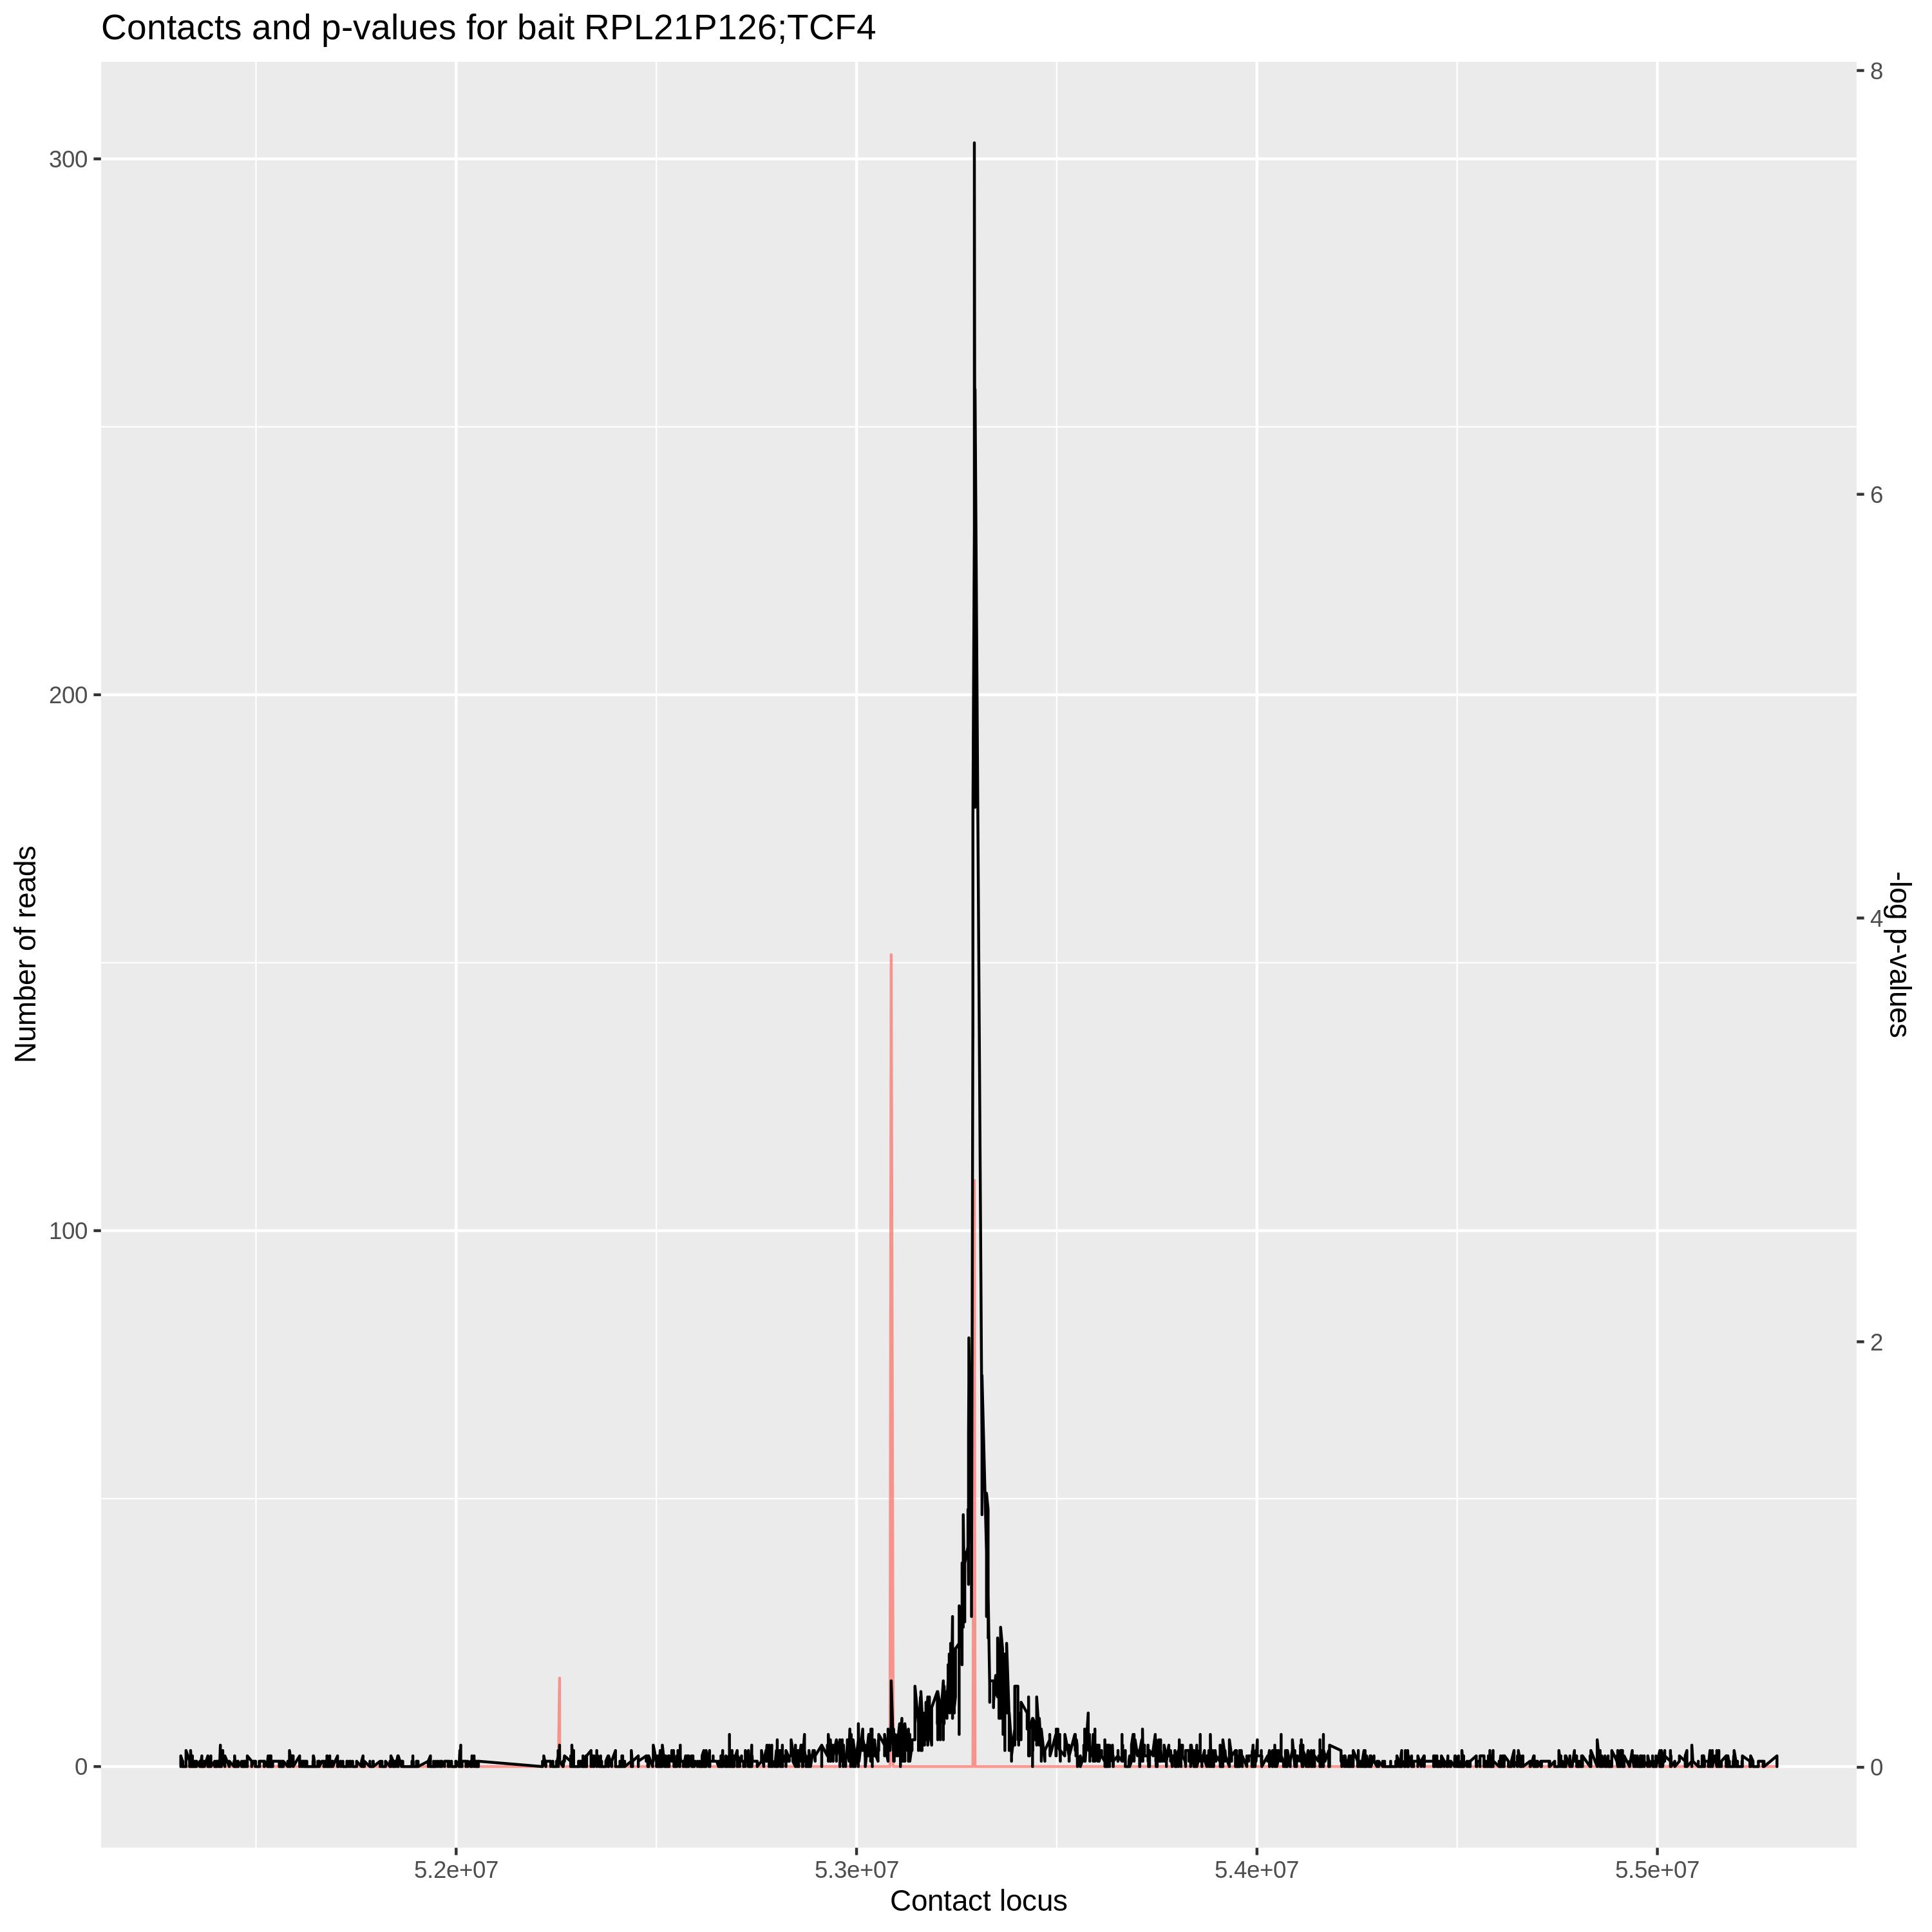 Contacts and p-values for bait RPL21P126;TCF4
Number of reads
300
200
100
0
8
6
4
2
0
-log p-values
5.2e+07
5.3e+07
5.4e+07
5.5e+07
Contact locus